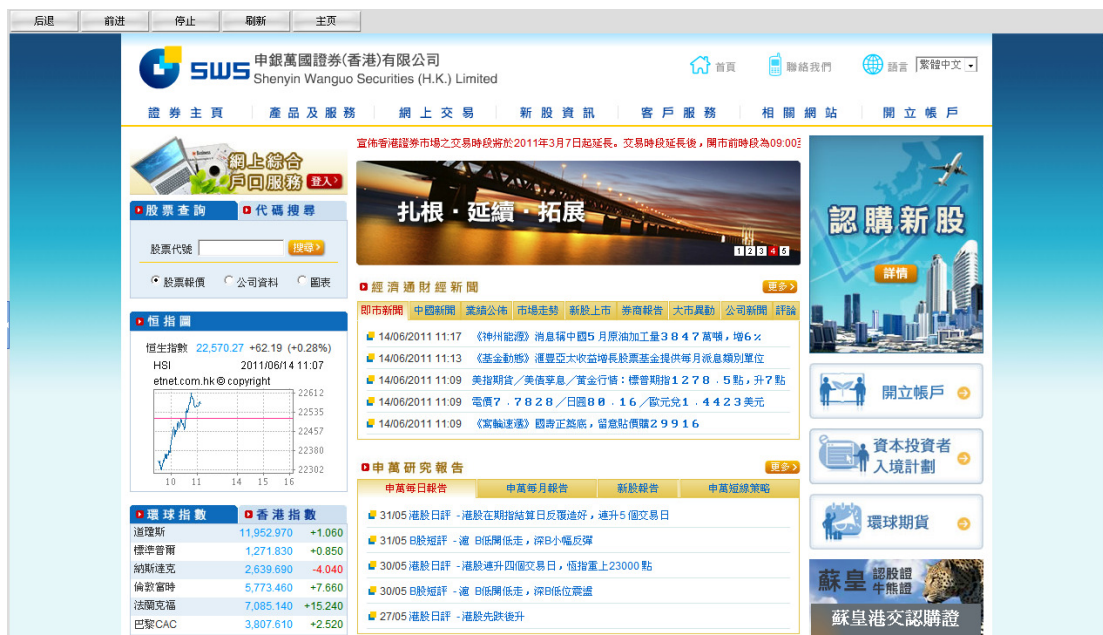 后退 前进 停止 刷新 主页
SWS 申銀萬國證券(香港)有限公司
Shenyin Wanguo Securities (H.K.) Limited
首頁 聯絡我們 語言 繁體中文
證券主頁 產品及服務 網上交易 新股資訊 客戶服務 相關網站 開立帳戶
網上綜合
戶口服務 登入
股票查詢 代碼搜尋
股票代號 搜尋
股票報價 公司資料 圖表
恒指圖
恒生指數 22,570.27 +62.19 (+0.28%)
HSI 2011/06/14 11:07
etnet.com.hk © copyright
22612
22535
22457
22380
22302
10 11 14 15 16
環球指數 香港指數
道瓊斯 11,952.970 +1.060
標準普爾 1,271.830 +0.850
納斯達克 2,639.690 -4.040
倫敦富時 5,773.460 +7.660
法蘭克福 7,085.140 +15.240
巴黎CAC 3,807.610 +2.520
宣佈香港證券市場之交易時段將於2011年3月7日起延長。交易時段延長後，開市前時段為09:00至
扎根·延續·拓展
1 2 3 4 5
經濟通財經新聞 更多
即市新聞 中國新聞 業績公佈 市場走勢 新股上市 券商報告 大市異動 公司新聞 評論
14/06/2011 11:17 《神州能源》消息稱中國5月原油加工量3847萬噸，增6%
14/06/2011 11:13 《基金動態》滙豐亞太收益增長股票基金提供每月派息類別單位
14/06/2011 11:09 美指期貨／美債孳息／黃金行情：標普期指1278．5點，升7點
14/06/2011 11:09 電價7．7828／日圓80．16／歐元兌1．4423美元
14/06/2011 11:09 《窩輪速遞》國壽正築底，留意貼價購29916
申萬研究報告 更多
申萬每日報告 申萬每月報告 新股報告 申萬短線策略
31/05 港股日評 -港股在期指結算日反覆造好，連升5個交易日
31/05 B股短評 -滬 B低開低走，深B小幅反彈
30/05 港股日評 -港股連升四個交易日，恆指重上23000點
30/05 B股短評 -滬 B低開低走，深B低位震盪
27/05 港股日評 -港股先跌後升
認購新股
詳情
開立帳戶
資本投資者
入境計劃
環球期貨
蘇皇 認股證
牛熊證
蘇皇港交認購證